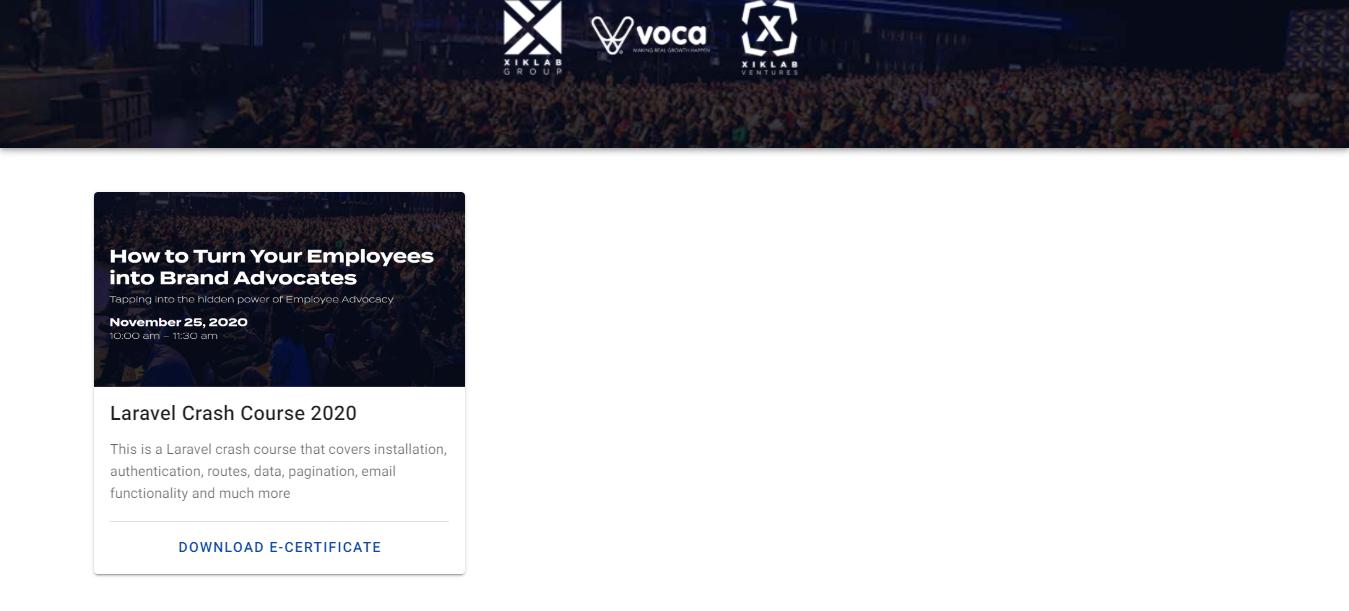 XIKLAB
GROUP
voca
MAKING REAL GROWTH HAPPEN
X
XIKLAB
VENTURES
How to Turn Your Employees
into Brand Advocates
Tapping into the hidden power of Employee Advocacy
November 25, 2020
10:00 am – 11:30 am
Laravel Crash Course 2020
This is a Laravel crash course that covers installation,
authentication, routes, data, pagination, email
functionality and much more
DOWNLOAD E-CERTIFICATE